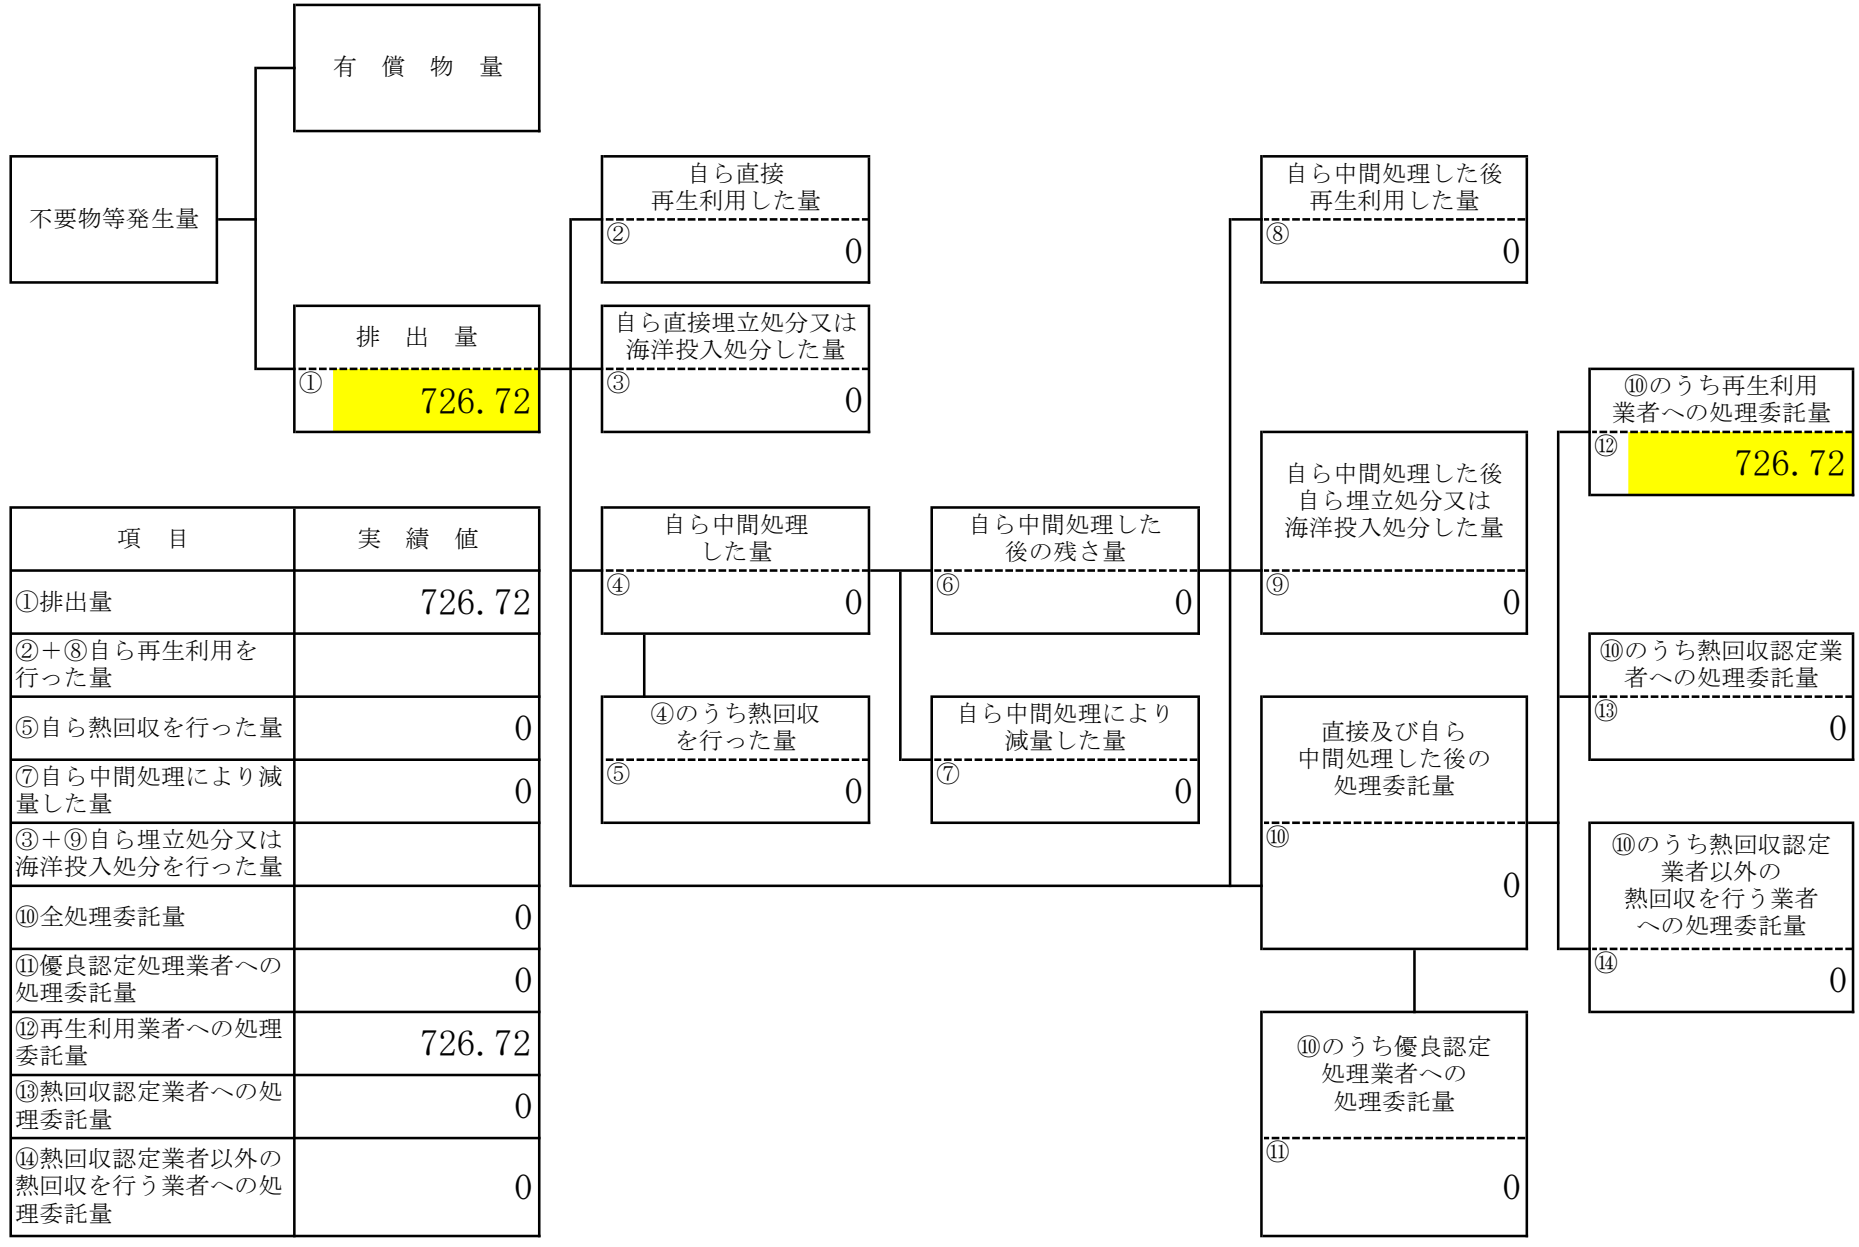 有　償　物　量
不要物等発生量
排　出　量
①
726.72
自ら直接
再生利用した量
②
0
自ら直接埋立処分又は
海洋投入処分した量
③
0
自ら中間処理
した量
④
0
④のうち熱回収
を行った量
⑤
0
自ら中間処理した
後の残さ量
⑥
0
自ら中間処理により
減量した量
⑦
0
自ら中間処理した後
再生利用した量
⑧
0
自ら中間処理した後
自ら埋立処分又は
海洋投入処分した量
⑨
0
直接及び自ら
中間処理した後の
処理委託量
⑩
0
⑩のうち優良認定
処理業者への
処理委託量
⑪
0
⑩のうち再生利用
業者への処理委託量
⑫
726.72
⑩のうち熱回収認定業
者への処理委託量
⑬
0
⑩のうち熱回収認定
業者以外の
熱回収を行う業者
への処理委託量
⑭
0
項　目
実　績　値
①排出量
726.72
②＋⑧自ら再生利用を
行った量
⑤自ら熱回収を行った量
0
⑦自ら中間処理により減
量した量
0
③＋⑨自ら埋立処分又は
海洋投入処分を行った量
⑩全処理委託量
0
⑪優良認定処理業者への
処理委託量
0
⑫再生利用業者への処理
委託量
726.72
⑬熱回収認定業者への処
理委託量
0
⑭熱回収認定業者以外の
熱回収を行う業者への処
理委託量
0